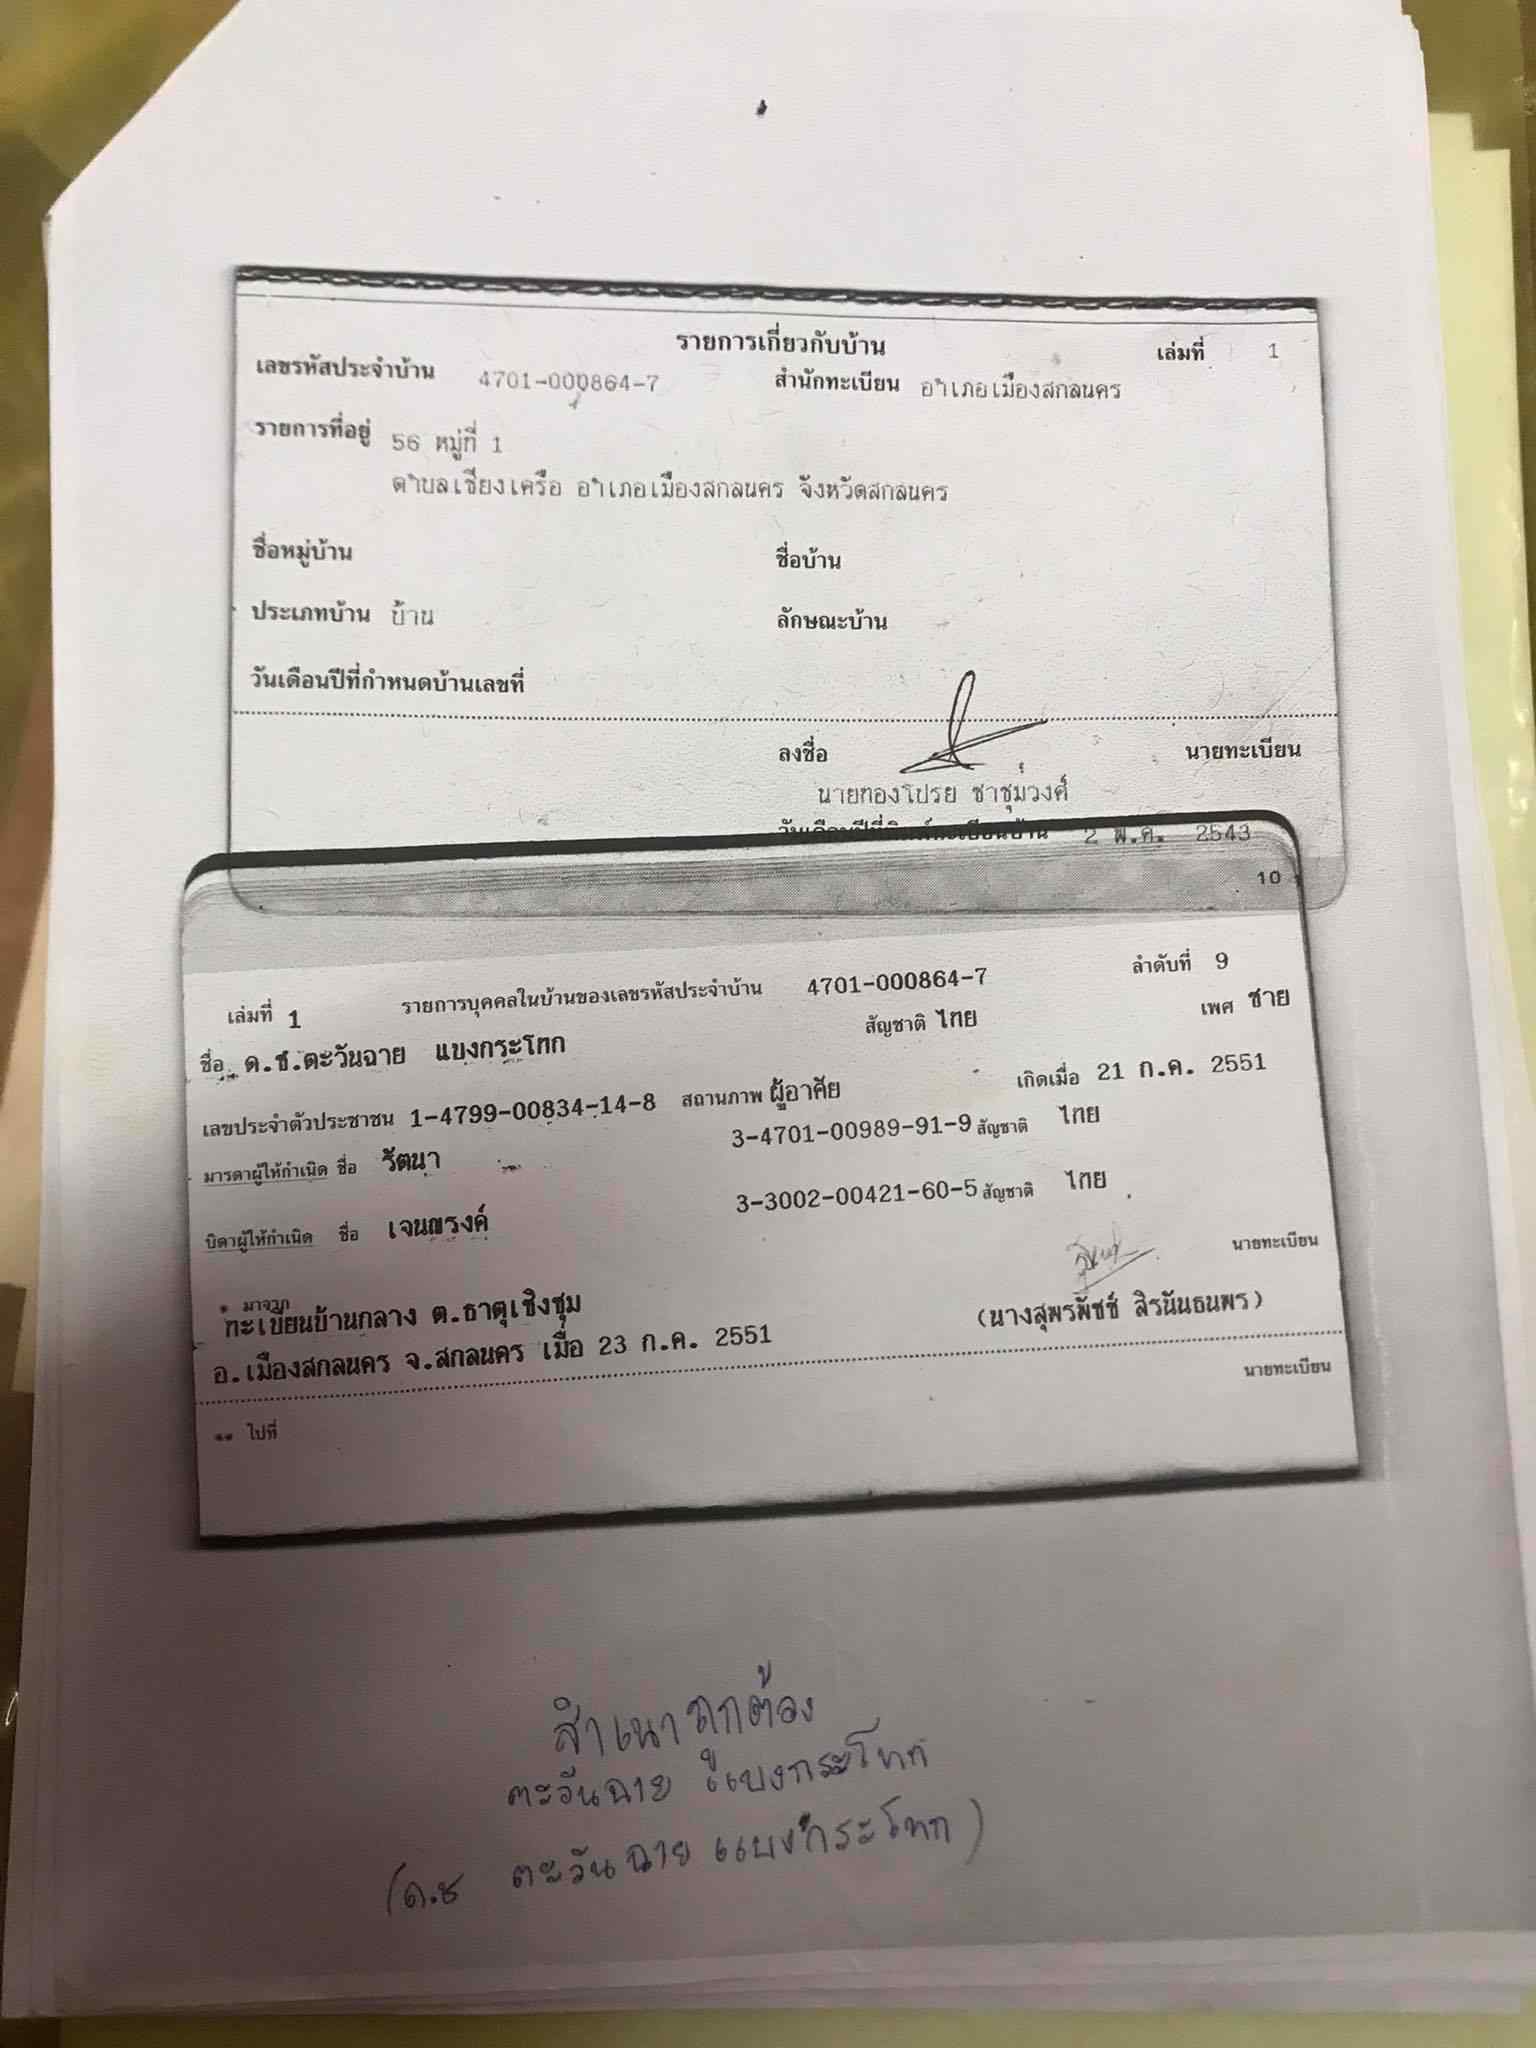 รายการเกี่ยวกับบ้าน เล่มที่ 1
เลขรหัสประจำบ้าน 4701-000864-7 สำนักทะเบียน อำเภอเมืองสกลนคร
รายการที่อยู่ 56 หมู่ที่ 1
ตำบลเชียงเครือ อำเภอเมืองสกลนคร จังหวัดสกลนคร
ชื่อหมู่บ้าน ชื่อบ้าน
ประเภทบ้าน บ้าน ลักษณะบ้าน
วันเดือนปีที่กำหนดบ้านเลขที่
ลงชื่อ นายทะเบียน
นายทองโปรย ชาชุมวงศ์
วันเดือนปีที่พิมพ์ทะเบียนบ้าน 2 พ.ค. 2543
10
เล่มที่ 1 รายการบุคคลในบ้านของเลขรหัสประจำบ้าน 4701-000864-7 ลำดับที่ 9
ชื่อ ด.ช.ตะวันฉาย แบงกระโทก สัญชาติ ไทย เพศ ชาย
เลขประจำตัวประชาชน 1-4799-00834-14-8 สถานภาพ ผู้อาศัย เกิดเมื่อ 21 ก.ค. 2551
มารดาผู้ให้กำเนิด ชื่อ รัตนา 3-4701-00989-91-9 สัญชาติ ไทย
บิดาผู้ให้กำเนิด ชื่อ เจนณรงค์ 3-3002-00421-60-5 สัญชาติ ไทย
* มาจาก นายทะเบียน
ทะเบียนบ้านกลาง ต.ธาตุเชิงชุม (นางสุพรพัชช์ สิรนันธนพร)
อ.เมืองสกลนคร จ.สกลนคร เมื่อ 23 ก.ค. 2551
** ไปที่ นายทะเบียน
สำเนาถูกต้อง
ตะวันฉาย แบงกระโทก
(ด.ช ตะวันฉาย แบงกระโทก)